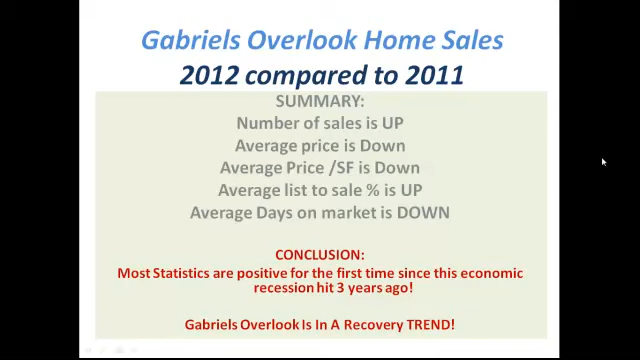 Gabriels Overlook Home Sales
2012 compared to 2011
SUMMARY:
Number of sales is UP
Average price is Down
Average Price /SF is Down
Average list to sale % is UP
Average Days on market is DOWN
CONCLUSION:
Most Statistics are positive for the first time since this economic
recession hit 3 years ago!
Gabriels Overlook Is In A Recovery TREND!